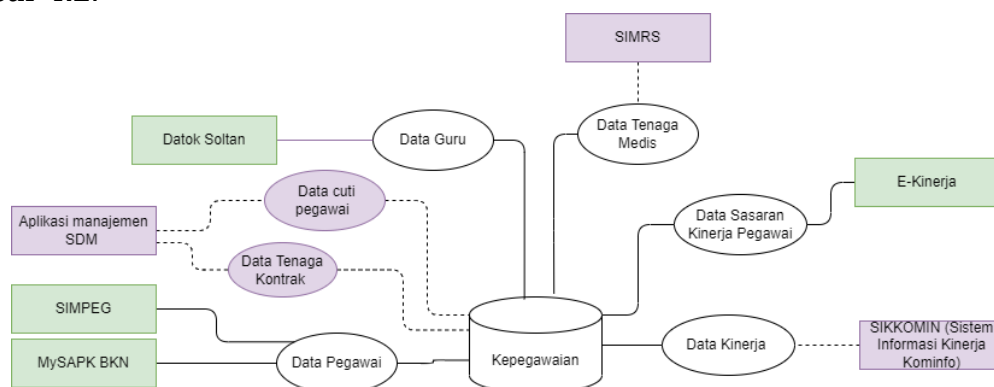 SIMRS
Data Tenaga
Medis
Datok Soltan
Data Guru
E-Kinerja
Data cuti
pegawai
Data Sasaran
Kinerja Pegawai
Aplikasi manajemen
SDM
Data Tenaga
Kontrak
SIMPEG
MySAPK BKN
Data Pegawai
Kepegawaian
Data Kinerja
SIKKOMIN (Sistem
Informasi Kinerja
Kominfo)